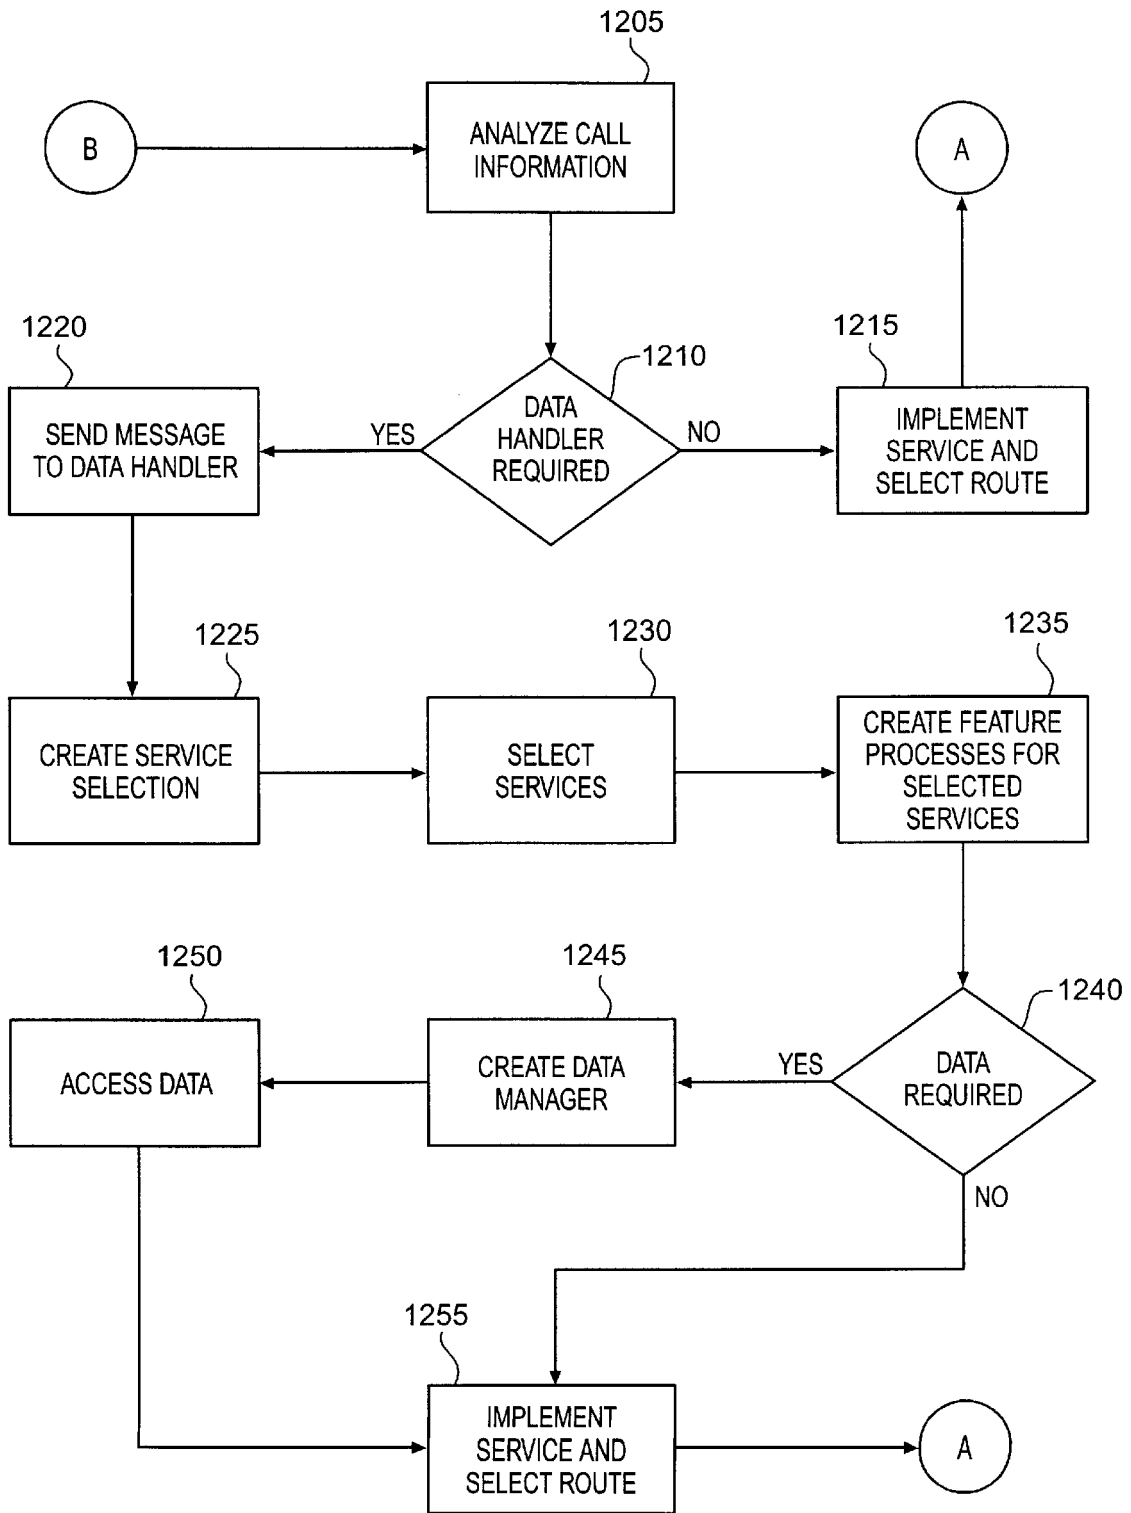 1205
B
ANALYZE CALL
INFORMATION
A
1220
1210
1215
SEND MESSAGE
TO DATA HANDLER
YES
DATA
HANDLER
REQUIRED
NO
IMPLEMENT
SERVICE AND
SELECT ROUTE
1225
1230
1235
CREATE SERVICE
SELECTION
SELECT
SERVICES
CREATE FEATURE
PROCESSES FOR
SELECTED
SERVICES
1250
1245
1240
ACCESS DATA
CREATE DATA
MANAGER
YES
DATA
REQUIRED
NO
1255
IMPLEMENT
SERVICE AND
SELECT ROUTE
A